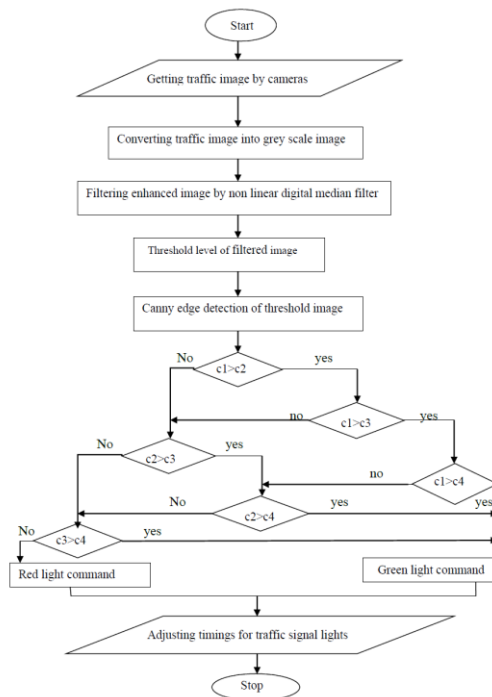 Start
Getting traffic image by cameras
Converting traffic image into grey scale image
Filtering enhanced image by non linear digital median filter
Threshold level of filtered image
Canny edge detection of threshold image
No
yes
c1>c2
no
c1>c3
yes
No
c2>c3
yes
no
c1>c4
No
c2>c4
yes
yes
No
c3>c4
yes
Red light command
Green light command
Adjusting timings for traffic signal lights
Stop